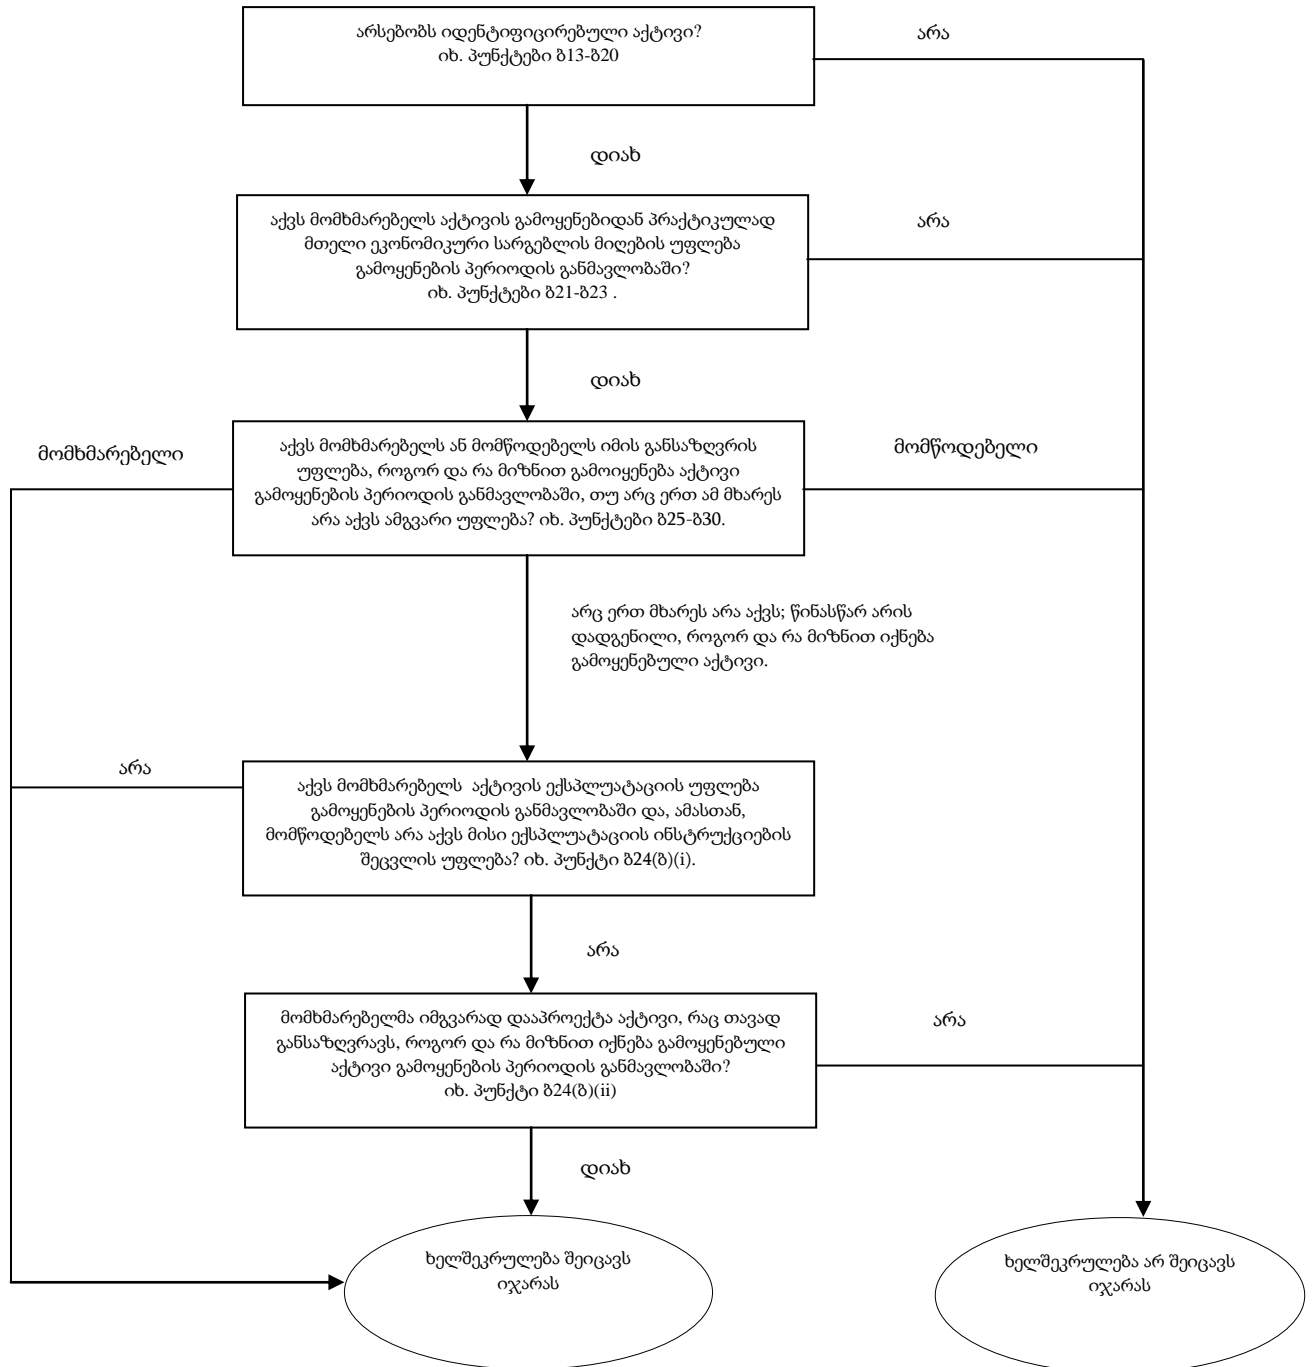 არსებობს იდენტიფიცირებული აქტივი?
იხ. პუნქტები ბ13-ბ20
არა
დიახ
აქვს მომხმარებელს აქტივის გამოყენებიდან პრაქტიკულად
მთელი ეკონომიკური სარგებლის მიღების უფლება
გამოყენების პერიოდის განმავლობაში?
იხ. პუნქტები ბ21-ბ23 .
არა
დიახ
მომხმარებელი
აქვს მომხმარებელს ან მომწოდებელს იმის განსაზღვრის
უფლება, როგორ და რა მიზნით გამოიყენება აქტივი
გამოყენების პერიოდის განმავლობაში, თუ არც ერთ ამ მხარეს
არა აქვს ამგვარი უფლება? იხ. პუნქტები ბ25-ბ30.
მომწოდებელი
არც ერთ მხარეს არა აქვს; წინასწარ არის
დადგენილი, როგორ და რა მიზნით იქნება
გამოყენებული აქტივი.
არა
აქვს მომხმარებელს აქტივის ექსპლუატაციის უფლება
გამოყენების პერიოდის განმავლობაში და, ამასთან,
მომწოდებელს არა აქვს მისი ექსპლუატაციის ინსტრუქციების
შეცვლის უფლება? იხ. პუნქტი ბ24(ბ)(i).
არა
მომხმარებელმა იმგვარად დააპროექტა აქტივი, რაც თავად
განსაზღვრავს, როგორ და რა მიზნით იქნება გამოყენებული
აქტივი გამოყენების პერიოდის განმავლობაში?
იხ. პუნქტი ბ24(ბ)(ii)
არა
დიახ
ხელშეკრულება შეიცავს
იჯარას
ხელშეკრულება არ შეიცავს
იჯარას